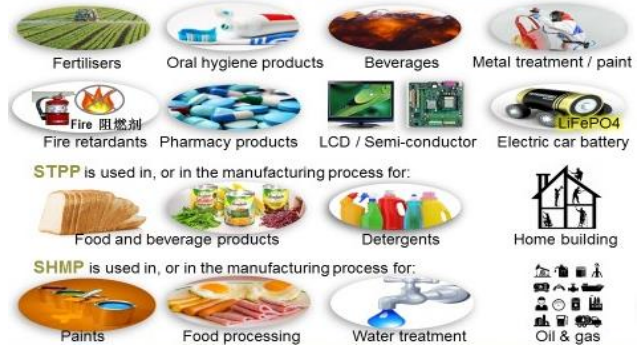 Fertilisers Oral hygiene products Beverages Metal treatment / paint
Fire 阻燃剂
LiFePO4
Fire retardants Pharmacy products LCD / Semi-conductor Electric car battery
STPP is used in, or in the manufacturing process for:
Food and beverage products Detergents Home building
SHMP is used in, or in the manufacturing process for:
Paints Food processing Water treatment Oil & gas